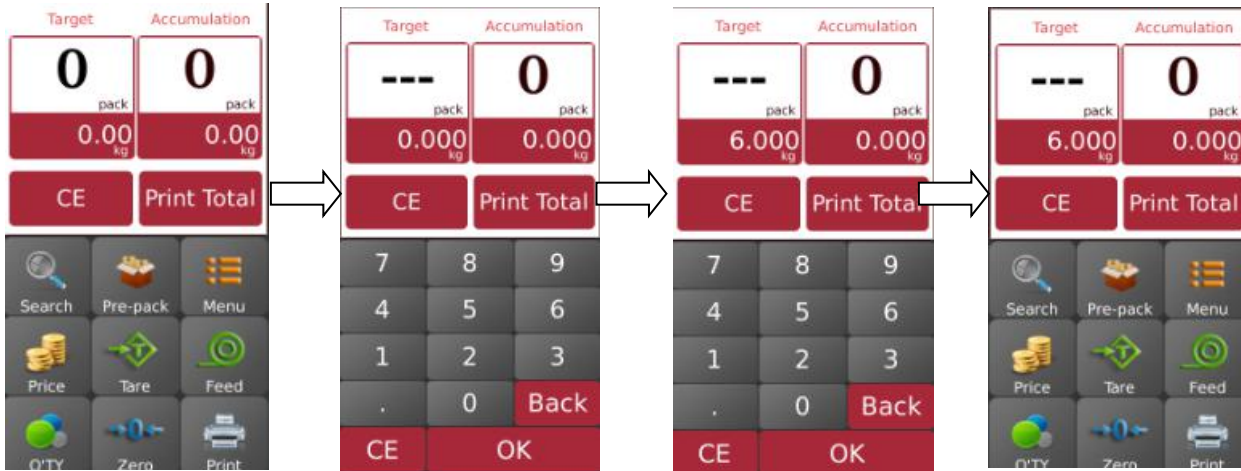 Target Accumulation
0 0
pack pack
0.00 0.00
kg kg
CE Print Total
Search Pre-pack Menu
Price Tare Feed
Q'TY Zero Print
Target Accumulation
--- 0
pack pack
0.000 0.000
kg kg
CE Print Total
7 8 9
4 5 6
1 2 3
. 0 Back
CE OK
Target Accumulation
--- 0
pack pack
6.000 0.000
kg kg
CE Print Total
7 8 9
4 5 6
1 2 3
. 0 Back
CE OK
Target Accumulation
--- 0
pack pack
6.000 0.000
kg kg
CE Print Total
Search Pre-pack Menu
Price Tare Feed
Q'TY Zero Print